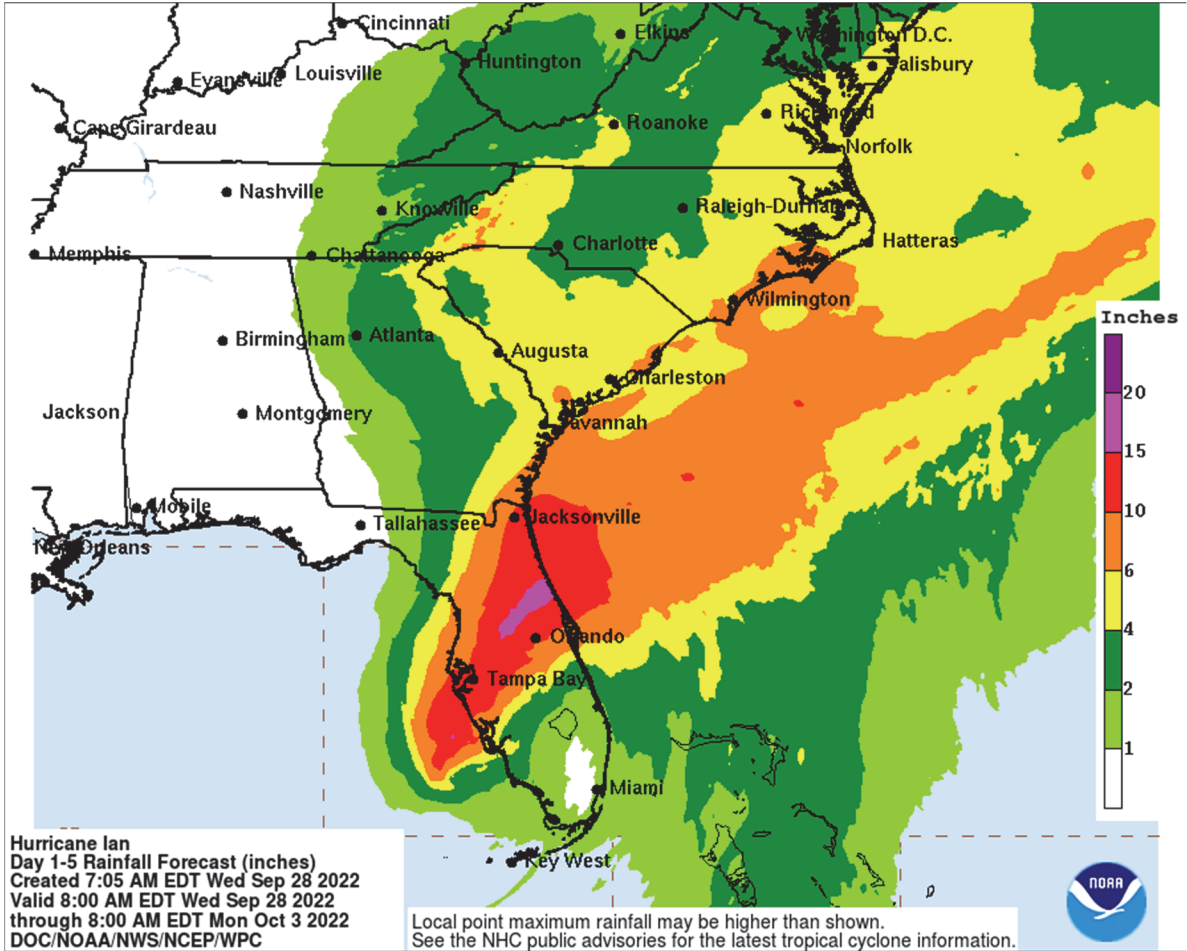 Cincinnati
Elkins
Washington D.C.
Huntington
Salisbury
Evansville
Louisville
Cape Girardeau
Roanoke
Richmond
Norfolk
Nashville
Knoxville
Raleigh-Durham
Memphis
Chattanooga
Charlotte
Hatteras
Wilmington
Inches
Birmingham
Atlanta
Augusta
Charleston
20
Jackson
Montgomery
Savannah
15
Mobile
Tallahassee
Jacksonville
10
New Orleans
6
4
Orlando
Tampa Bay
2
1
Miami
Key West
Hurricane Ian
Day 1-5 Rainfall Forecast (inches)
Created 7:05 AM EDT Wed Sep 28 2022
Valid 8:00 AM EDT Wed Sep 28 2022
through 8:00 AM EDT Mon Oct 3 2022
DOC/NOAA/NWS/NCEP/WPC
Local point maximum rainfall may be higher than shown.
See the NHC public advisories for the latest tropical cyclone information.
NOAA